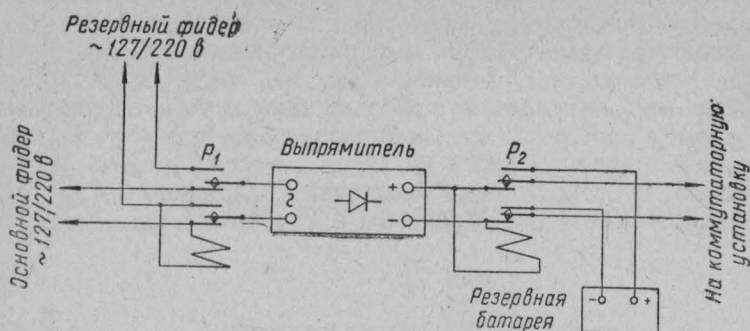 Резервный фидер
~ 127/220 в
Основной фидер
~ 127/220 в
P₁
Выпрямитель
~
+
−
P₂
На коммутаторную
установку
Резервная
батарея
− +